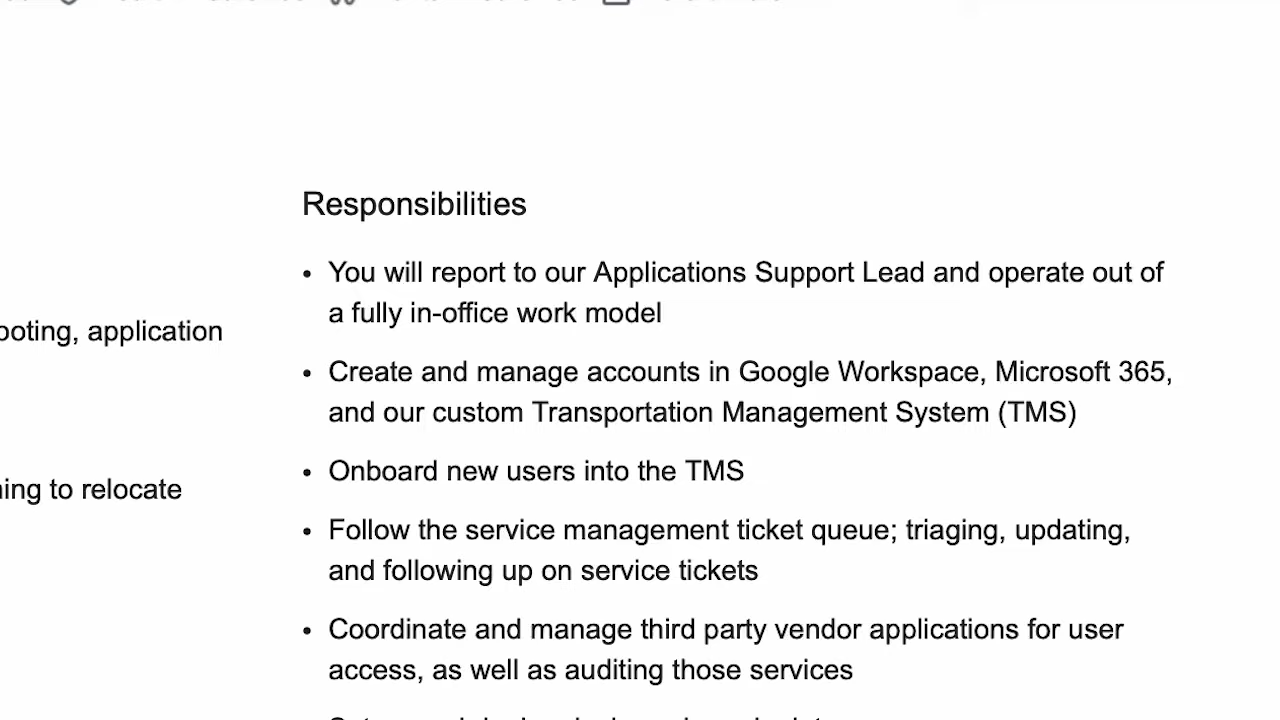 Responsibilities
• You will report to our Applications Support Lead and operate out of
a fully in-office work model
ooting, application
• Create and manage accounts in Google Workspace, Microsoft 365,
and our custom Transportation Management System (TMS)
• Onboard new users into the TMS
ing to relocate
• Follow the service management ticket queue; triaging, updating,
and following up on service tickets
• Coordinate and manage third party vendor applications for user
access, as well as auditing those services